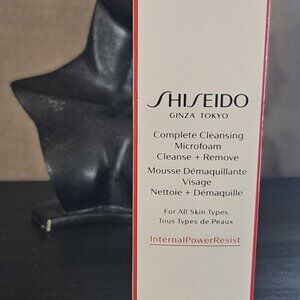 SHISEIDO
GINZA TOKYO
Complete Cleansing
Microfoam
Cleanse + Remove
Mousse Démaquillante
Visage
Nettoie + Démaquille
For All Skin Types
Tous Types de Peaux
InternalPowerResist